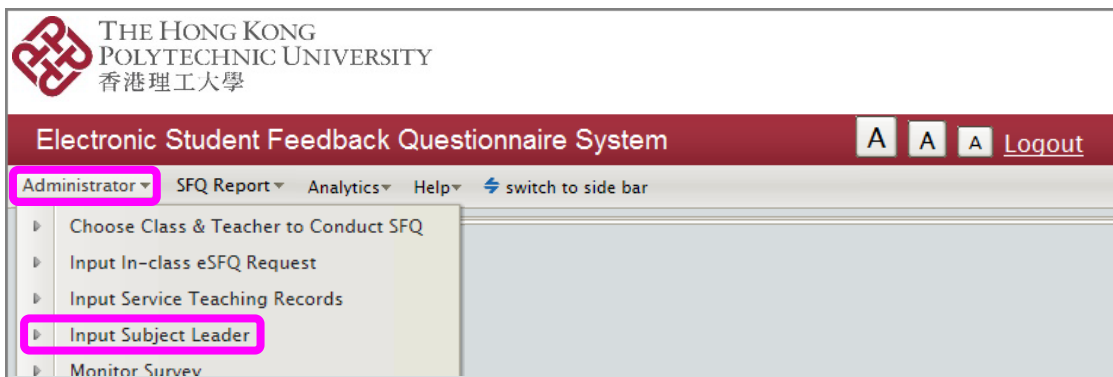 THE HONG KONG
POLYTECHNIC UNIVERSITY
香港理工大學
Electronic Student Feedback Questionnaire System A A A Logout
Administrator SFQ Report Analytics Help switch to side bar
Choose Class & Teacher to Conduct SFQ
Input In-class eSFQ Request
Input Service Teaching Records
Input Subject Leader
Monitor Survey